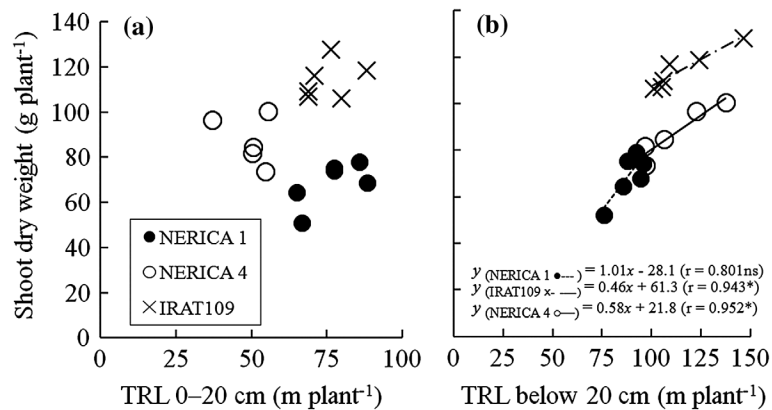 (a)
(b)
Shoot dry weight (g plant⁻¹)
140
120
100
80
60
40
20
0
● NERICA 1
○ NERICA 4
× IRAT109
0 25 50 75 100
TRL 0–20 cm (m plant⁻¹)
y (NERICA 1 ●---) = 1.01x - 28.1 (r = 0.801ns)
y (IRAT109 x- —) = 0.46x + 61.3 (r = 0.943*)
y (NERICA 4 ○—) = 0.58x + 21.8 (r = 0.952*)
0 25 50 75 100 125 150
TRL below 20 cm (m plant⁻¹)